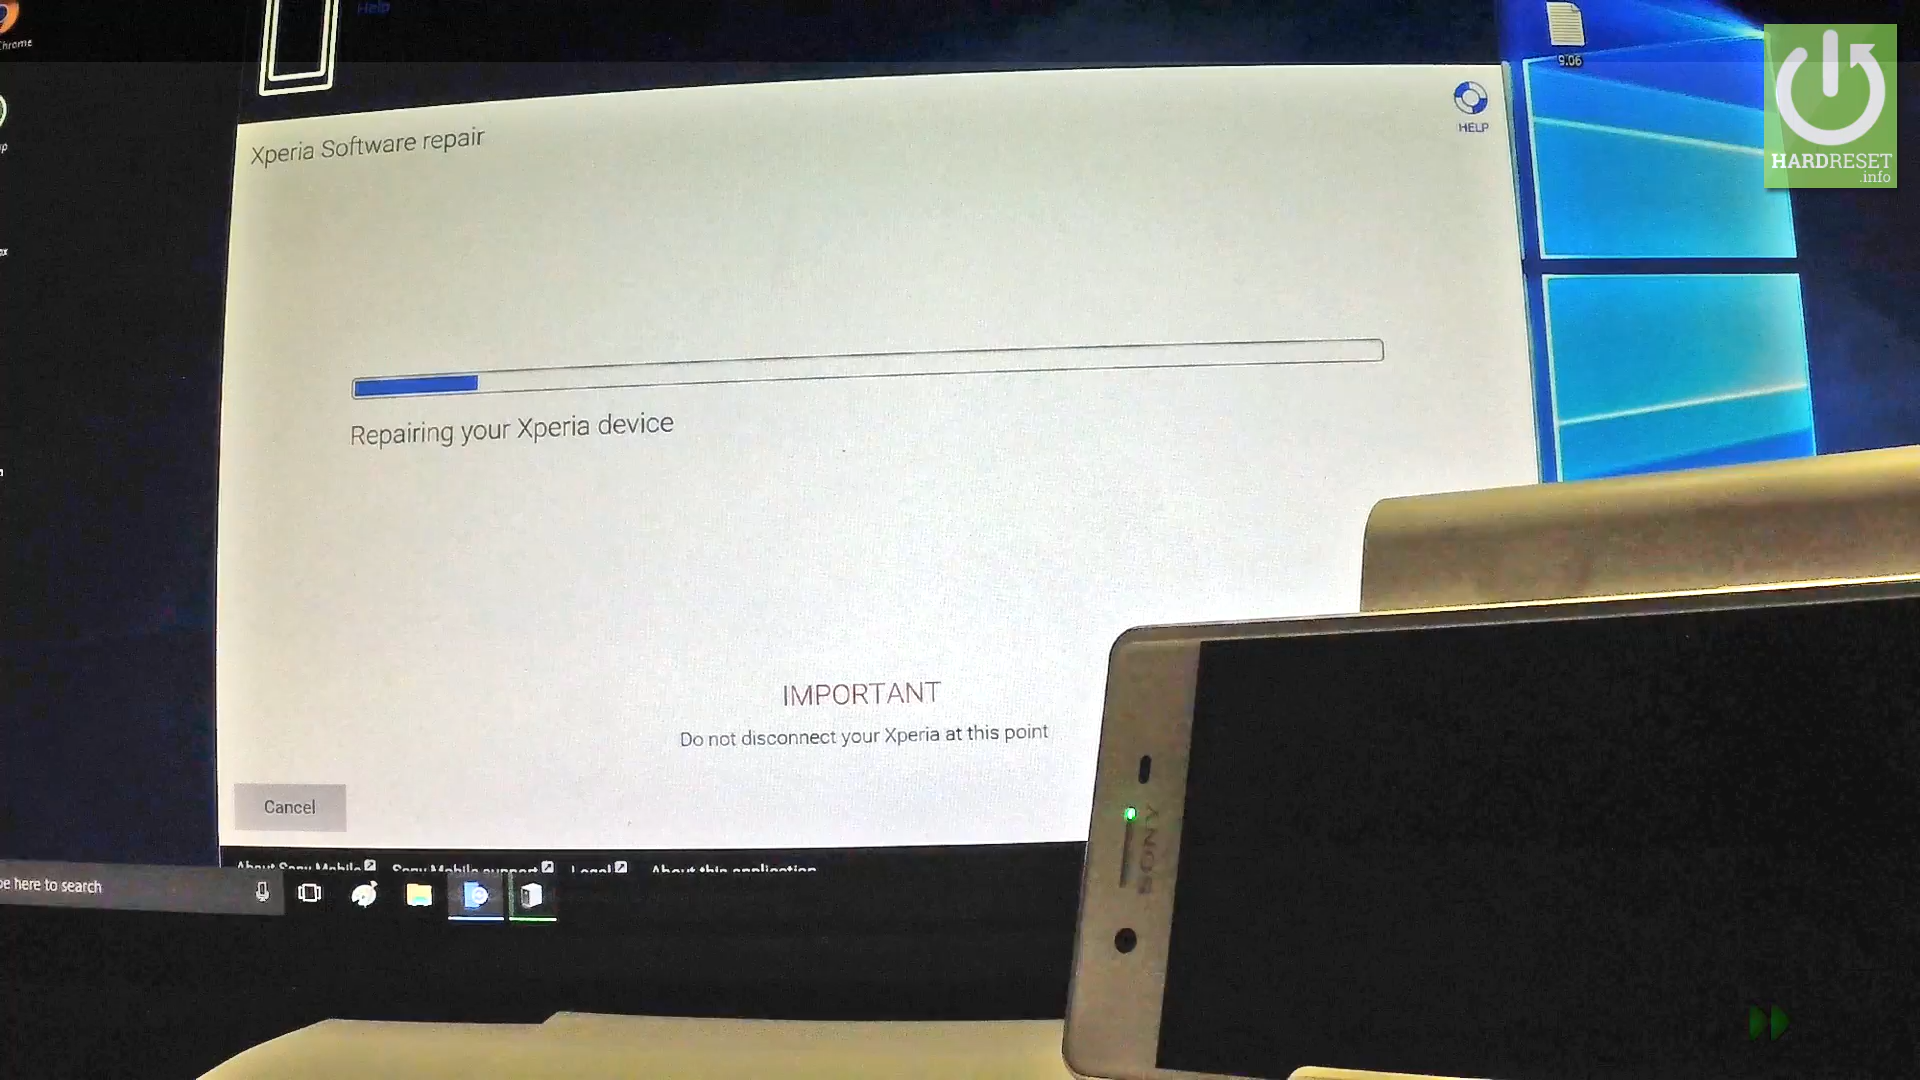 Help
Chrome
9:06
HARDRESET
.info
HELP
Xperia Software repair
Repairing your Xperia device
IMPORTANT
Do not disconnect your Xperia at this point
Cancel
About Sony Mobile Sony Mobile support Legal About this application
here to search
SONY